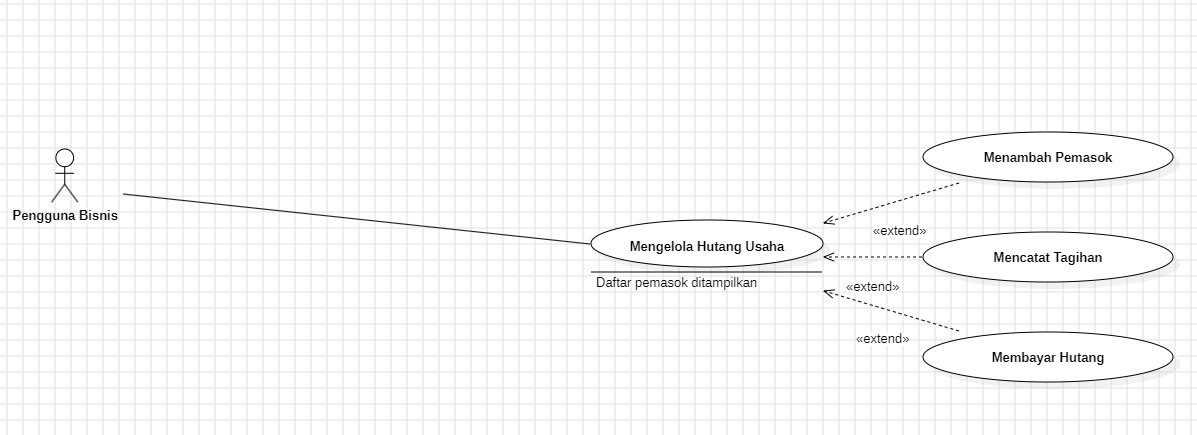 Menambah Pemasok
Pengguna Bisnis
«extend»
Mengelola Hutang Usaha
Mencatat Tagihan
Daftar pemasok ditampilkan
«extend»
«extend»
Membayar Hutang